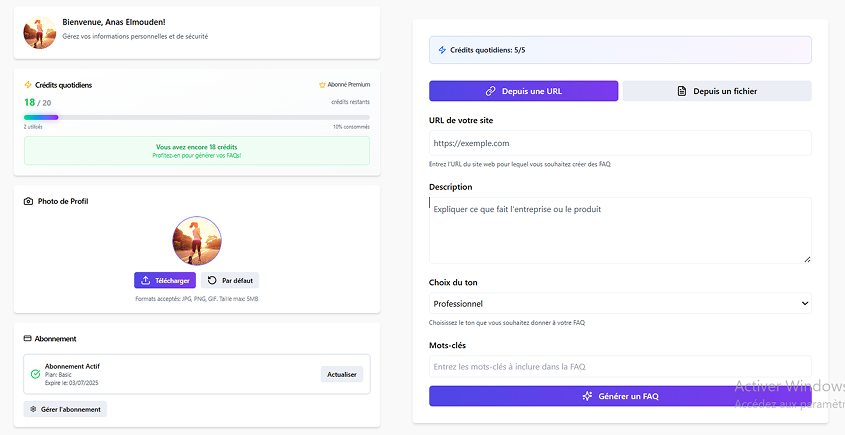 Bienvenue, Anas Elmouden!
Gérez vos informations personnelles et de sécurité
Crédits quotidiens
Abonné Premium
18 / 20
crédits restants
2 utilisés
10% consommés
Vous avez encore 18 crédits
Profitez-en pour générer vos FAQs!
Photo de Profil
Télécharger
Par défaut
Formats acceptés: JPG, PNG, GIF. Taille max: 5MB
Abonnement
Abonnement Actif
Plan: Basic
Expire le: 03/07/2025
Actualiser
Gérer l'abonnement
Crédits quotidiens: 5/5
Depuis une URL
Depuis un fichier
URL de votre site
https://exemple.com
Entrez l'URL du site web pour lequel vous souhaitez créer des FAQ
Description
Expliquer ce que fait l'entreprise ou le produit
Choix du ton
Professionnel
Choisissez le ton que vous souhaitez donner à votre FAQ
Mots-clés
Entrez les mots-clés à inclure dans la FAQ
Générer un FAQ
Activer Windows
Accédez aux paramètr